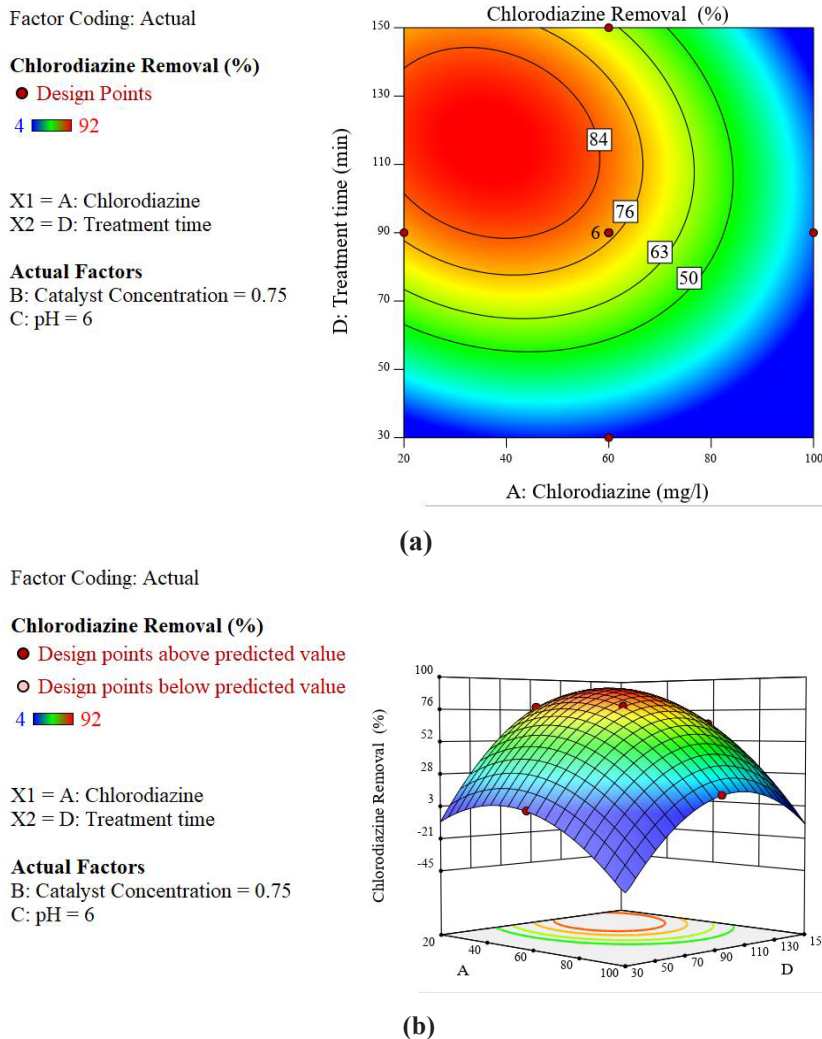 Factor Coding: Actual
Chlorodiazine Removal (%)
Design Points
4 92
X1 = A: Chlorodiazine
X2 = D: Treatment time
Actual Factors
B: Catalyst Concentration = 0.75
C: pH = 6
Chlorodiazine Removal (%)
150
130
110
90
70
50
30
D: Treatment time (min)
84
76
6
63
50
20 40 60 80 100
A: Chlorodiazine (mg/l)
(a)
Factor Coding: Actual
Chlorodiazine Removal (%)
Design points above predicted value
Design points below predicted value
4 92
X1 = A: Chlorodiazine
X2 = D: Treatment time
Actual Factors
B: Catalyst Concentration = 0.75
C: pH = 6
Chlorodiazine Removal (%)
100
76
52
28
3
-21
-45
20 40 60 80 100
A
30 50 70 90 110 130 15
D
(b)